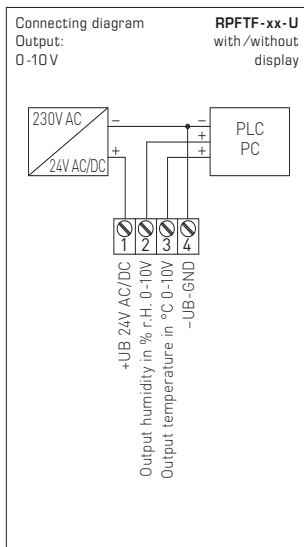 Connecting diagram
Output:
0-10 V
RPFTF-xx-U
with/without
display
230V AC
24V AC/DC
–
+
–
+
+
PLC
PC
1
2
3
4
+UB 24V AC/DC
Output humidity in % r.H. 0-10V
Output temperature in °C 0-10V
–UB-GND